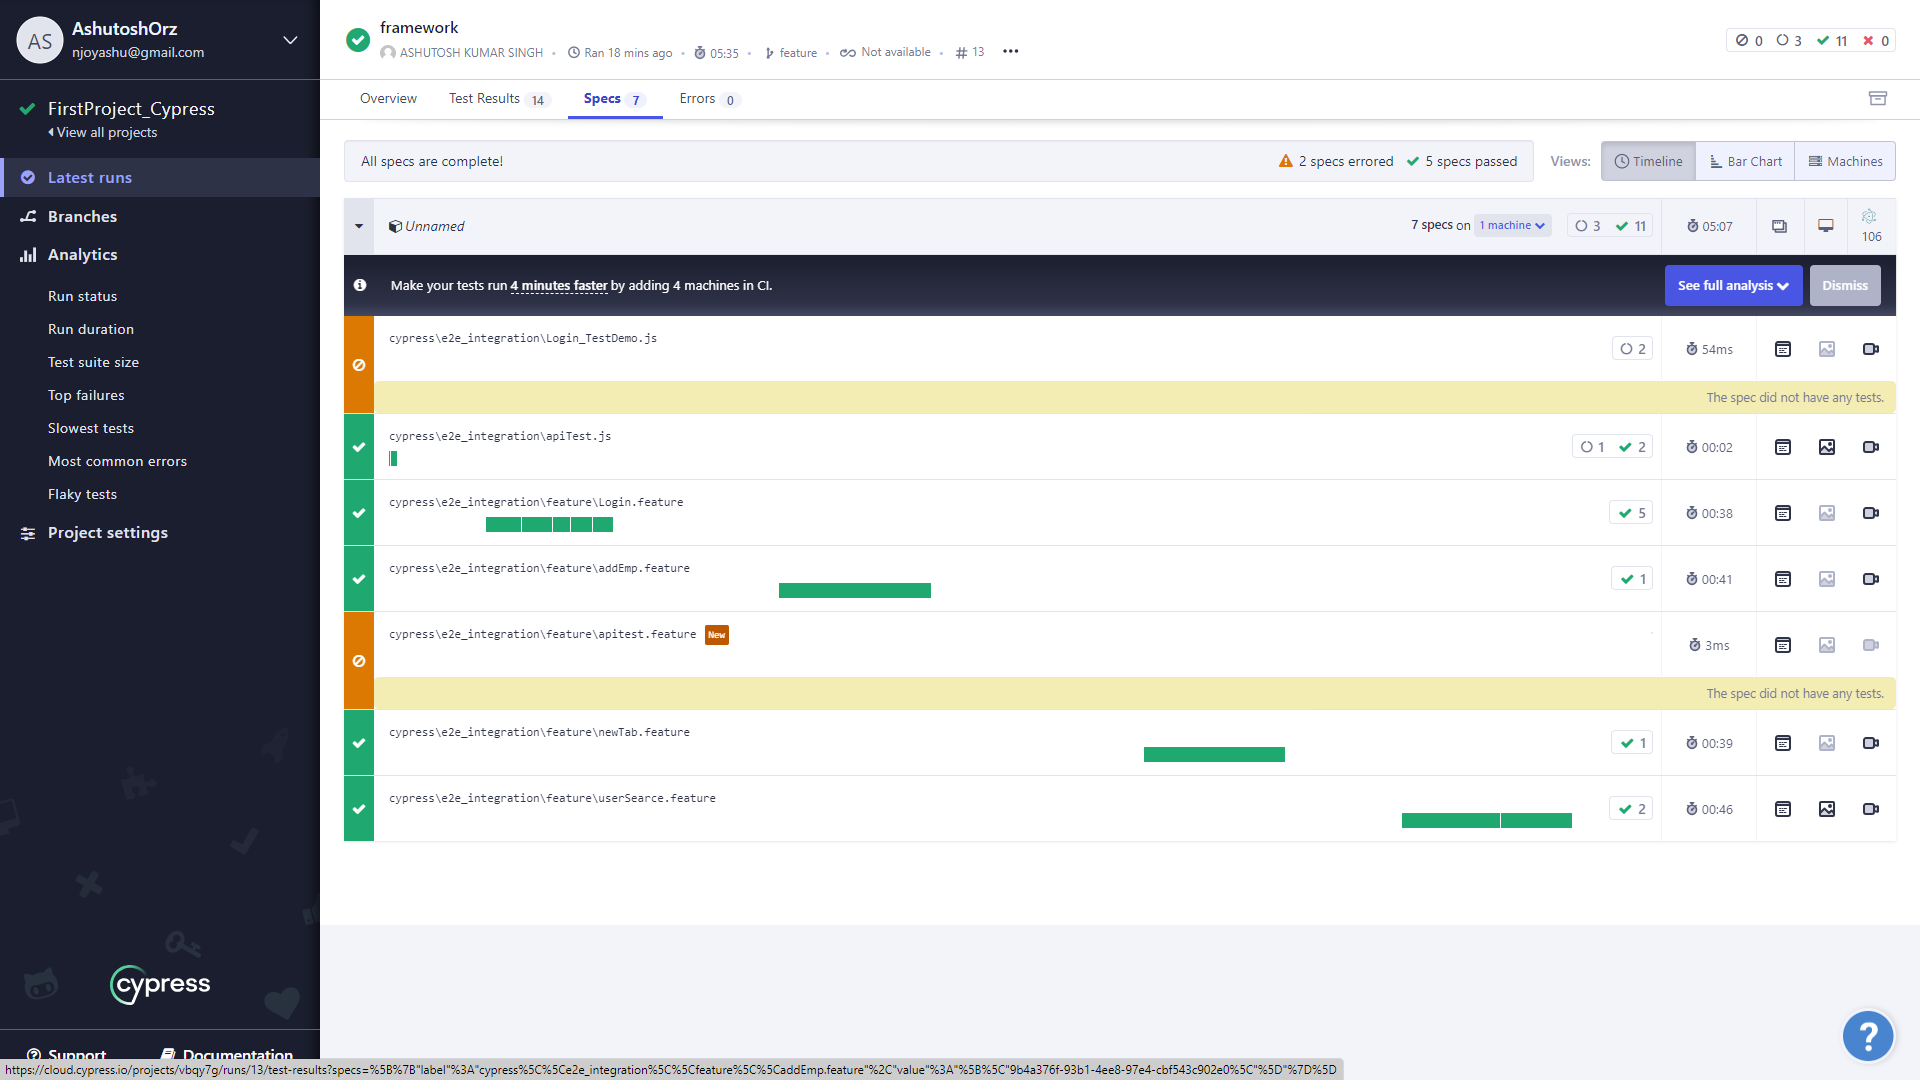 AS
AshutoshOrz
njoyashu@gmail.com
FirstProject_Cypress
View all projects
Latest runs
Branches
Analytics
Run status
Run duration
Test suite size
Top failures
Slowest tests
Most common errors
Flaky tests
Project settings
cypress
Support Documentation
framework
ASHUTOSH KUMAR SINGH • Ran 18 mins ago • 05:35 • feature • Not available • # 13 •••
0 3 11 0
Overview Test Results 14 Specs 7 Errors 0
All specs are complete! 2 specs errored 5 specs passed Views: Timeline Bar Chart Machines
Unnamed 7 specs on 1 machine 3 11 05:07 106
Make your tests run 4 minutes faster by adding 4 machines in CI. See full analysis Dismiss
cypress\e2e_integration\Login_TestDemo.js 2 54ms
The spec did not have any tests.
cypress\e2e_integration\apiTest.js 1 2 00:02
cypress\e2e_integration\feature\Login.feature 5 00:38
cypress\e2e_integration\feature\addEmp.feature 1 00:41
cypress\e2e_integration\feature\apitest.feature New 3ms
The spec did not have any tests.
cypress\e2e_integration\feature\newTab.feature 1 00:39
cypress\e2e_integration\feature\userSearce.feature 2 00:46
?
https://cloud.cypress.io/projects/vbqy7g/runs/13/test-results?specs=%5B%7B"label"%3A"cypress%5C%5Ce2e_integration%5C%5Cfeature%5C%5CaddEmp.feature"%2C"value"%3A"%5B%5C"9b4a376f-93b1-4ee8-97e4-cbf543c902e0%5C"%5D"%7D%5D